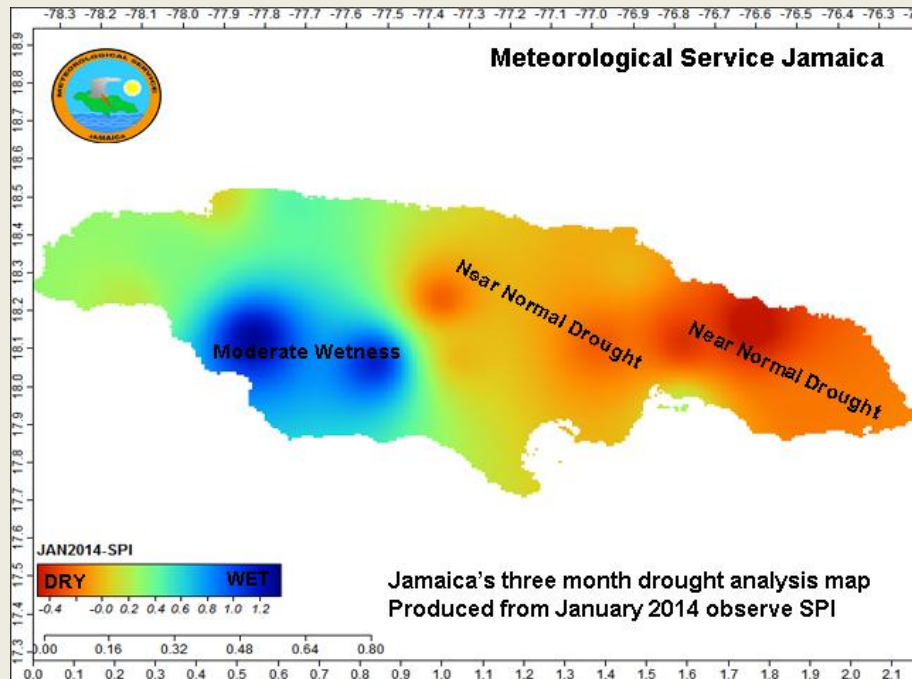 -78.3 -78.2 -78.1 -78.0 -77.9 -77.8 -77.7 -77.6 -77.5 -77.4 -77.3 -77.2 -77.1 -77.0 -76.9 -76.8 -76.7 -76.6 -76.5 -76.4 -76.3
Meteorological Service Jamaica
METEOROLOGICAL SERVICE
JAMAICA
18.9
18.8
18.7
18.6
18.5
18.4
18.3
18.2
18.1
18.0
17.9
17.8
17.7
17.6
17.5
17.4
17.3
Near Normal Drought
Moderate Wetness
Near Normal Drought
JAN2014-SPI
DRY WET
-0.4 -0.0 0.2 0.4 0.6 0.8 1.0 1.2
Jamaica's three month drought analysis map
Produced from January 2014 observe SPI
0.00 0.16 0.32 0.48 0.80
0.0 0.1 0.2 0.3 0.4 0.5 0.6 0.7 0.8 0.9 1.0 1.1 1.2 1.3 1.4 1.5 1.6 1.7 1.8 1.9 2.0 2.1